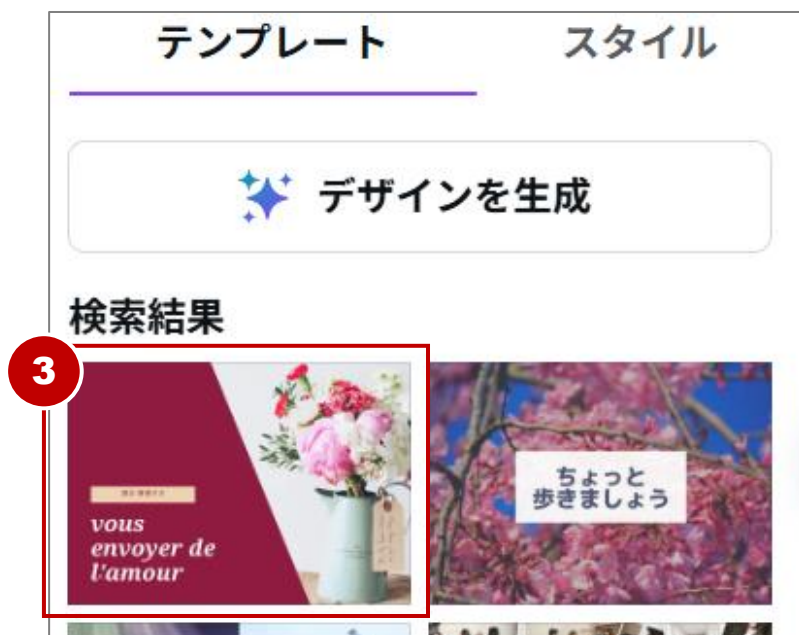 テンプレート
スタイル
デザインを生成
検索結果
3
vous
envoyer de
l'amour
ちょっと
歩きましょう